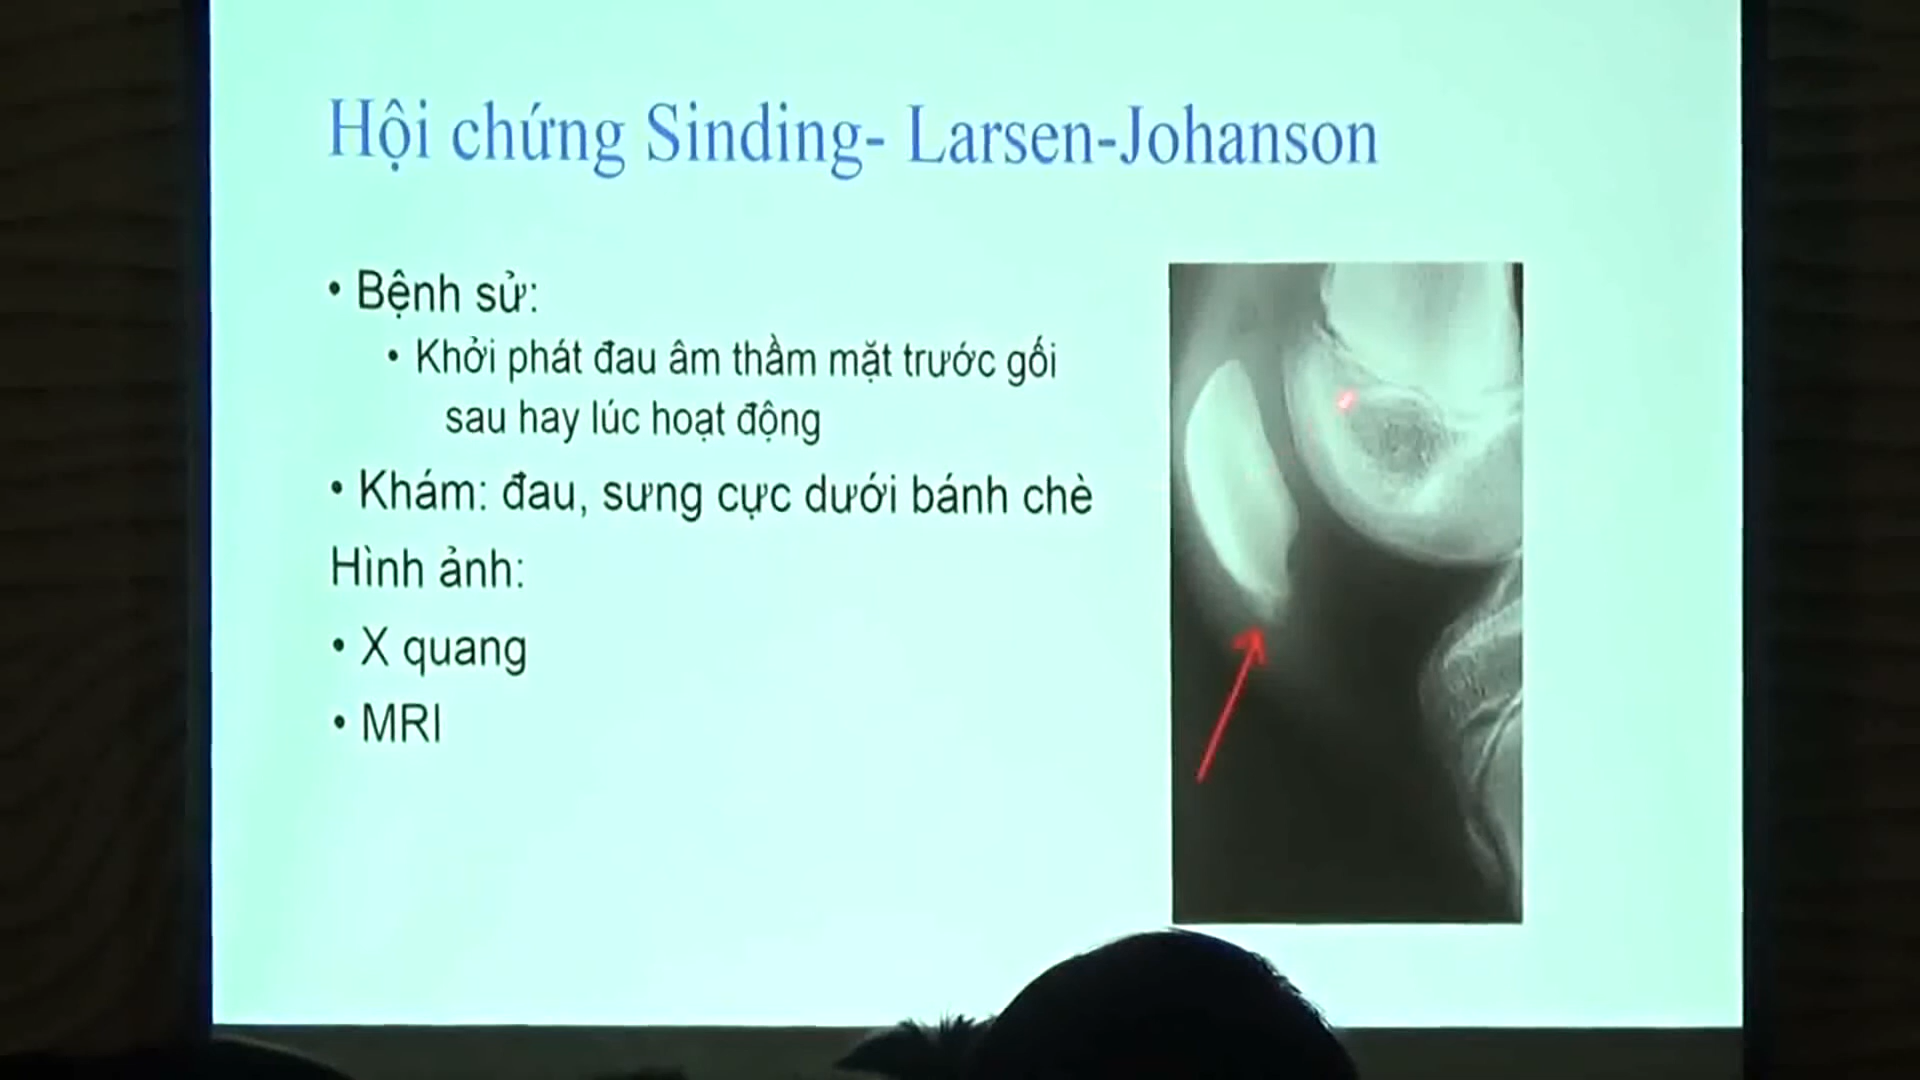 Hội chứng Sinding- Larsen-Johanson
• Bệnh sử:
• Khởi phát đau âm thầm mặt trước gối
sau hay lúc hoạt động
• Khám: đau, sưng cực dưới bánh chè
Hình ảnh:
• X quang
• MRI